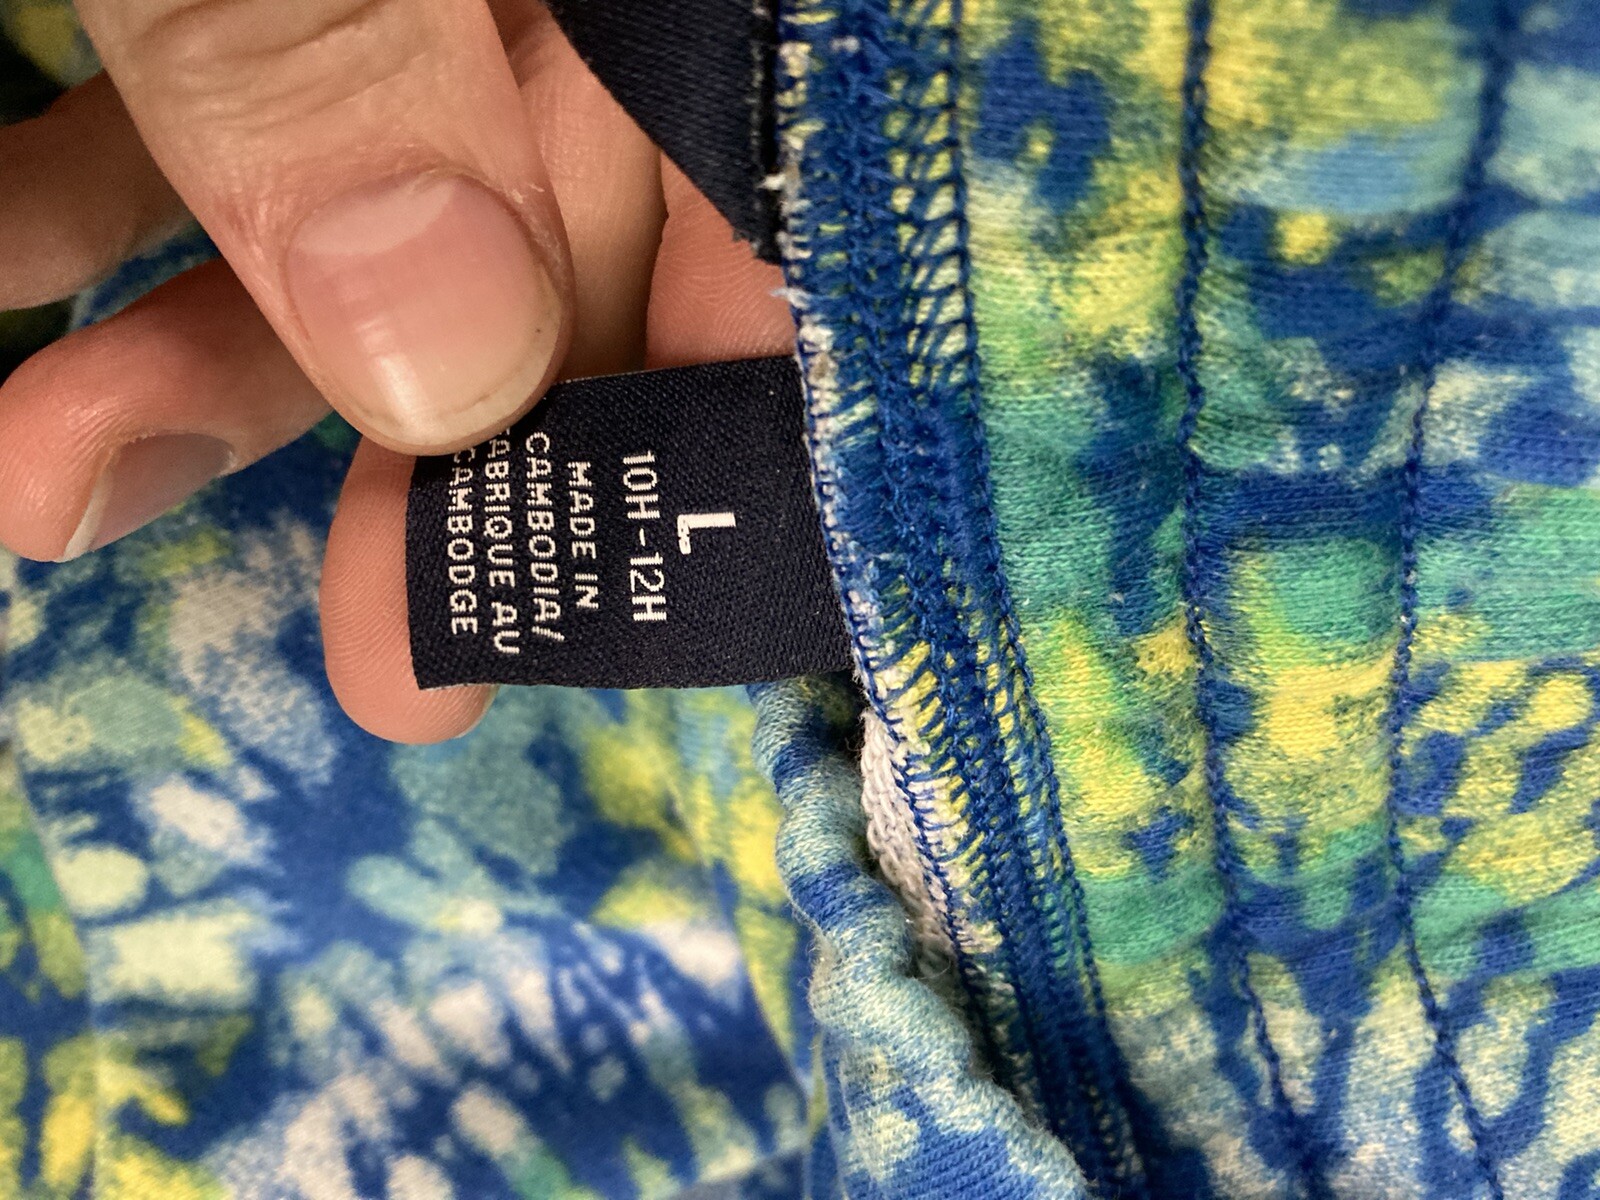 L
10H - 12H
MADE IN
CAMBODIA/
FABRIQUE AU
CAMBODGE